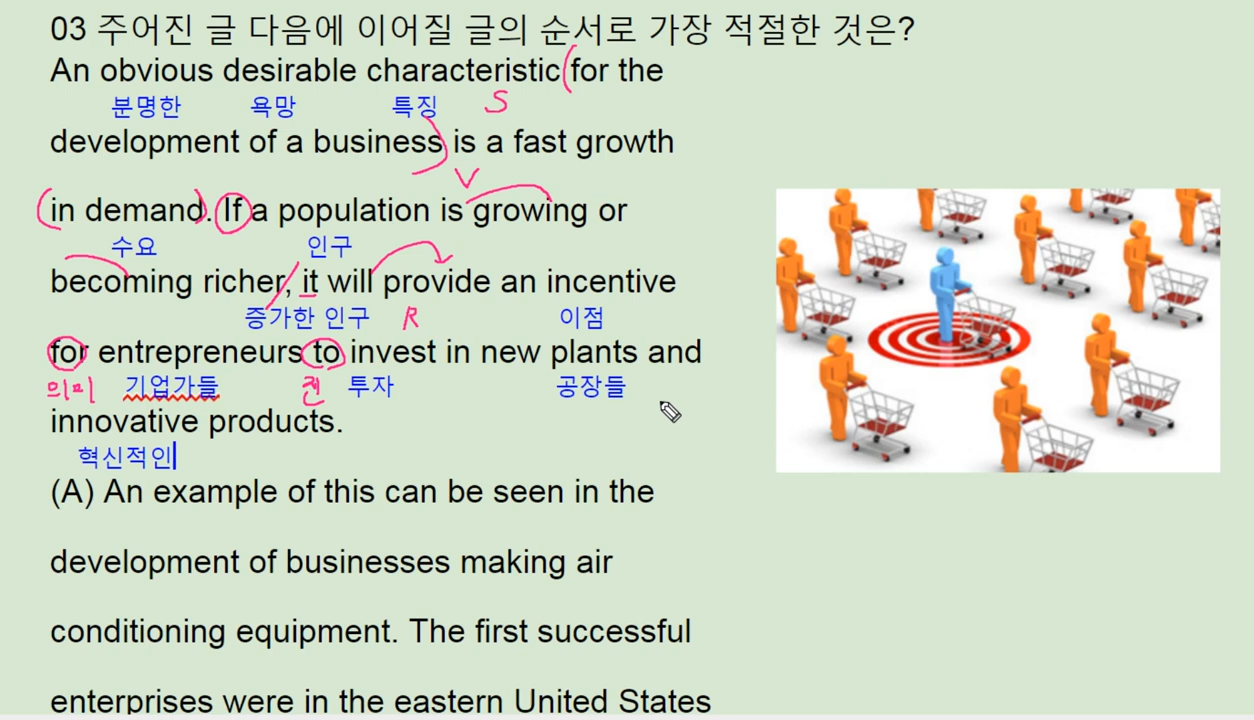 03 주어진 글 다음에 이어질 글의 순서로 가장 적절한 것은?
An obvious desirable characteristic for the
분명한 욕망 특징 S
development of a business is a fast growth
V
in demand. If a population is growing or
수요 인구
becoming richer, it will provide an incentive
증가한 인구 R 이점
for entrepreneurs to invest in new plants and
의미 기업가들 투자 공장들
innovative products.
혁신적인
(A) An example of this can be seen in the
development of businesses making air
conditioning equipment. The first successful
enterprises were in the eastern United States